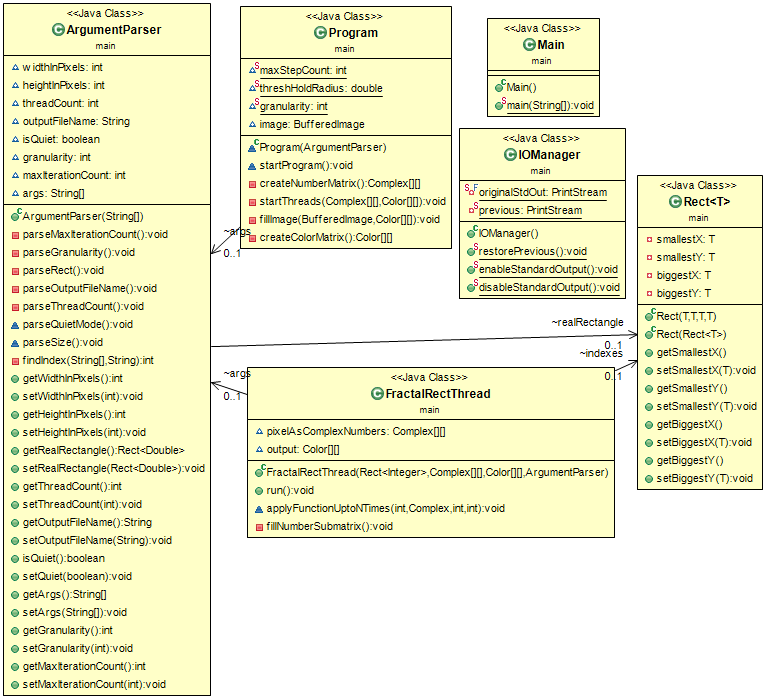 <<Java Class>>
ArgumentParser
main
widthInPixels: int
heightInPixels: int
threadCount: int
outputFileName: String
isQuiet: boolean
granularity: int
maxIterationCount: int
args: String[]
ArgumentParser(String[])
parseMaxIterationCount():void
parseGranularity():void
parseRect():void
parseOutputFileName():void
parseThreadCount():void
parseQuietMode():void
parseSize():void
findIndex(String[],String):int
getWidthInPixels():int
setWidthInPixels(int):void
getHeightInPixels():int
setHeightInPixels(int):void
getRealRectangle():Rect<Double>
setRealRectangle(Rect<Double>):void
getThreadCount():int
setThreadCount(int):void
getOutputFileName():String
setOutputFileName(String):void
isQuiet():boolean
setQuiet(boolean):void
getArgs():String[]
setArgs(String[]):void
getGranularity():int
setGranularity(int):void
getMaxIterationCount():int
setMaxIterationCount(int):void
<<Java Class>>
Program
main
maxStepCount: int
threshHoldRadius: double
granularity: int
image: BufferedImage
Program(ArgumentParser)
startProgram():void
createNumberMatrix():Complex[][]
startThreads(Complex[][],Color[][]):void
fillImage(BufferedImage,Color[][]):void
createColorMatrix():Color[][]
~args
0..1
<<Java Class>>
Main
main
Main()
main(String[]):void
<<Java Class>>
IOManager
main
originalStdOut: PrintStream
previous: PrintStream
IOManager()
restorePrevious():void
enableStandardOutput():void
disableStandardOutput():void
<<Java Class>>
Rect<T>
main
smallestX: T
smallestY: T
biggestX: T
biggestY: T
Rect(T,T,T,T)
Rect(Rect<T>)
getSmallestX()
setSmallestX(T):void
getSmallestY()
setSmallestY(T):void
getBiggestX()
setBiggestX(T):void
getBiggestY()
setBiggestY(T):void
~realRectangle
0..1
~indexes
0..1
~args
0..1
<<Java Class>>
FractalRectThread
main
pixelAsComplexNumbers: Complex[][]
output: Color[][]
FractalRectThread(Rect<Integer>,Complex[][],Color[][],ArgumentParser)
run():void
applyFunctionUptoNTimes(int,Complex,int,int):void
fillNumberSubmatrix():void